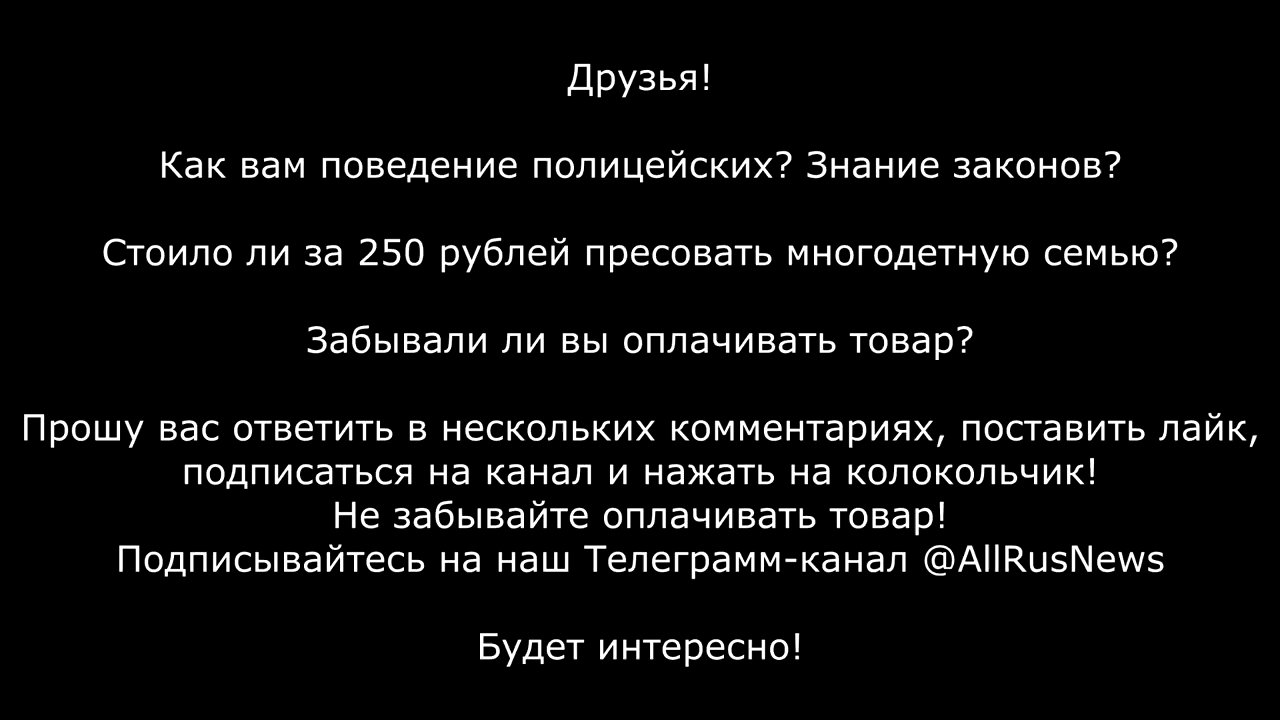 Друзья!
Как вам поведение полицейских? Знание законов?
Стоило ли за 250 рублей пресовать многодетную семью?
Забывали ли вы оплачивать товар?
Прошу вас ответить в нескольких комментариях, поставить лайк,
подписаться на канал и нажать на колокольчик!
Не забывайте оплачивать товар!
Подписывайтесь на наш Телеграмм-канал @AllRusNews
Будет интересно!